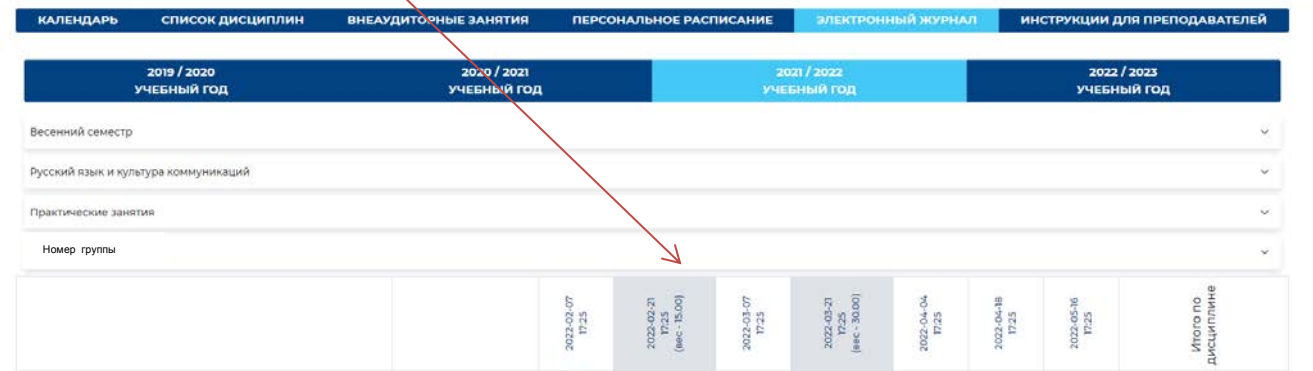 КАЛЕНДАРЬ СПИСОК ДИСЦИПЛИН ВНЕАУДИТОРНЫЕ ЗАНЯТИЯ ПЕРСОНАЛЬНОЕ РАСПИСАНИЕ ЭЛЕКТРОННЫЙ ЖУРНАЛ ИНСТРУКЦИИ ДЛЯ ПРЕПОДАВАТЕЛЕЙ
2019 / 2020
УЧЕБНЫЙ ГОД
2020 / 2021
УЧЕБНЫЙ ГОД
2021 / 2022
УЧЕБНЫЙ ГОД
2022 / 2023
УЧЕБНЫЙ ГОД
Весенний семестр
Русский язык и культура коммуникаций
Практические занятия
Номер группы
2022-02-07
17:25
2022-02-21
17:25
(вес - 15.00)
2022-03-07
17:25
2022-03-21
17:25
(вес - 30.00)
2022-04-04
17:25
2022-04-18
17:25
2022-05-16
17:25
Итого по
дисциплине